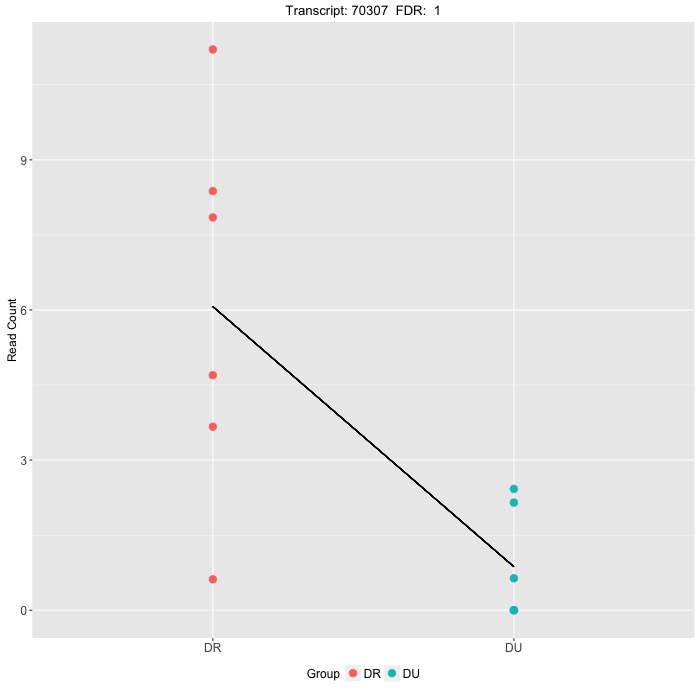 Transcript: 70307 FDR: 1
9
6
3
0
Read Count
DR DU
Group DR DU